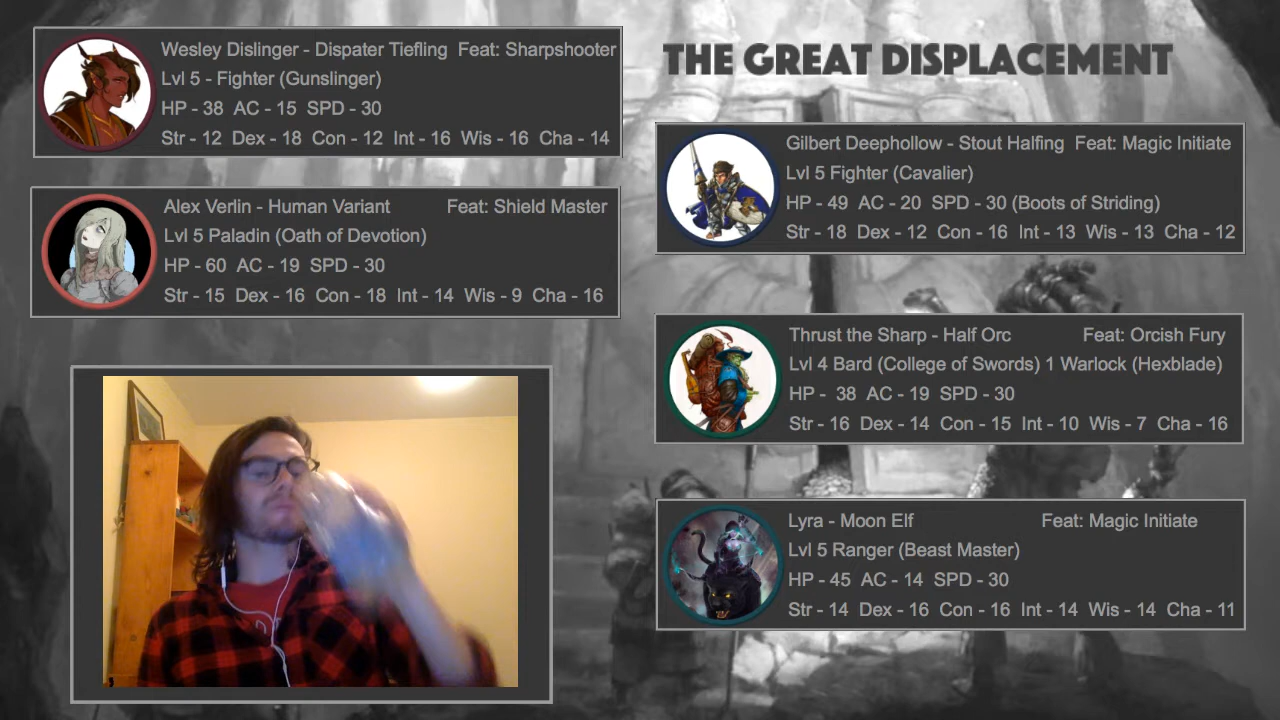 Wesley Dislinger - Dispater Tiefling Feat: Sharpshooter
Lvl 5 - Fighter (Gunslinger)
HP - 38 AC - 15 SPD - 30
Str - 12 Dex - 18 Con - 12 Int - 16 Wis - 16 Cha - 14
Alex Verlin - Human Variant Feat: Shield Master
Lvl 5 Paladin (Oath of Devotion)
HP - 60 AC - 19 SPD - 30
Str - 15 Dex - 16 Con - 18 Int - 14 Wis - 9 Cha - 16
THE GREAT DISPLACEMENT
Gilbert Deephollow - Stout Halfing Feat: Magic Initiate
Lvl 5 Fighter (Cavalier)
HP - 49 AC - 20 SPD - 30 (Boots of Striding)
Str - 18 Dex - 12 Con - 16 Int - 13 Wis - 13 Cha - 12
Thrust the Sharp - Half Orc Feat: Orcish Fury
Lvl 4 Bard (College of Swords) 1 Warlock (Hexblade)
HP - 38 AC - 19 SPD - 30
Str - 16 Dex - 14 Con - 15 Int - 10 Wis - 7 Cha - 16
Lyra - Moon Elf Feat: Magic Initiate
Lvl 5 Ranger (Beast Master)
HP - 45 AC - 14 SPD - 30
Str - 14 Dex - 16 Con - 16 Int - 14 Wis - 14 Cha - 11